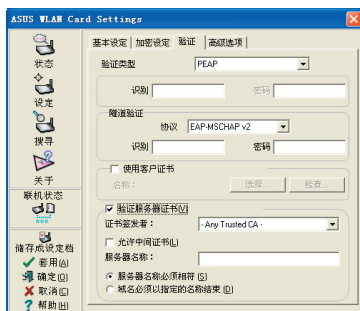 ASUS WLAN Card Settings
状态
设定
搜寻
关于
联机状态
储存成设定档
套用(A)
确定(O)
取消(C)
帮助(H)
基本设定 加密设定 验证 高级选项
验证类型 PEAP
识别 密码
隧道验证
协议 EAP-MSCHAP v2
识别 密码
使用客户证书
名称： 选择... 检查...
验证服务器证书(V)
证书签发者： - Any Trusted CA -
允许中间证书(L)
服务器名称：
服务器名称必须相符 (S)
域名必须以指定的名称结束 (D)